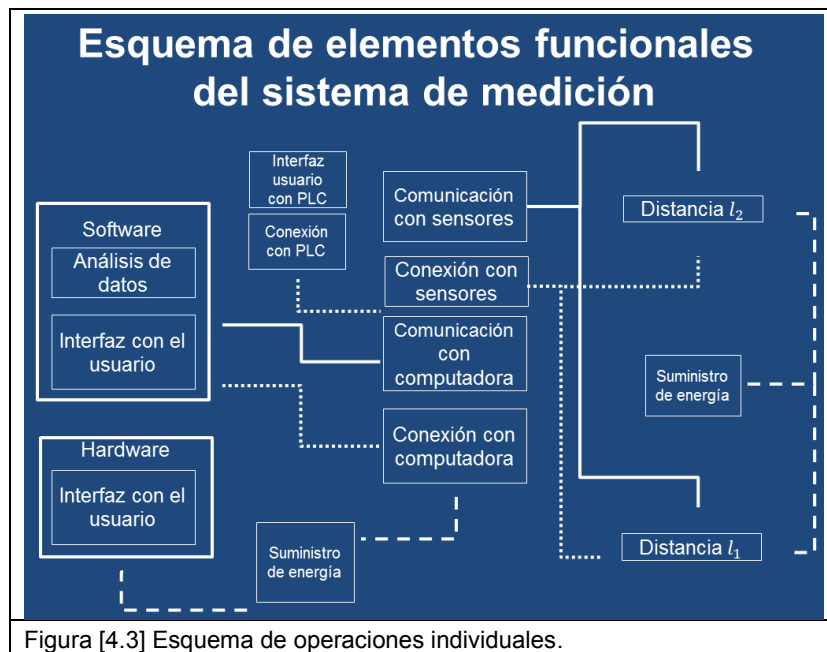 Esquema de elementos funcionales
del sistema de medición
Interfaz
usuario
con PLC
Conexión
con PLC
Software
Análisis de
datos
Interfaz con el
usuario
Hardware
Interfaz con el
usuario
Comunicación
con sensores
Conexión con
sensores
Comunicación
con
computadora
Conexión con
computadora
Suministro
de energía
Distancia l₂
Suministro
de energía
Distancia l₁
Figura [4.3] Esquema de operaciones individuales.